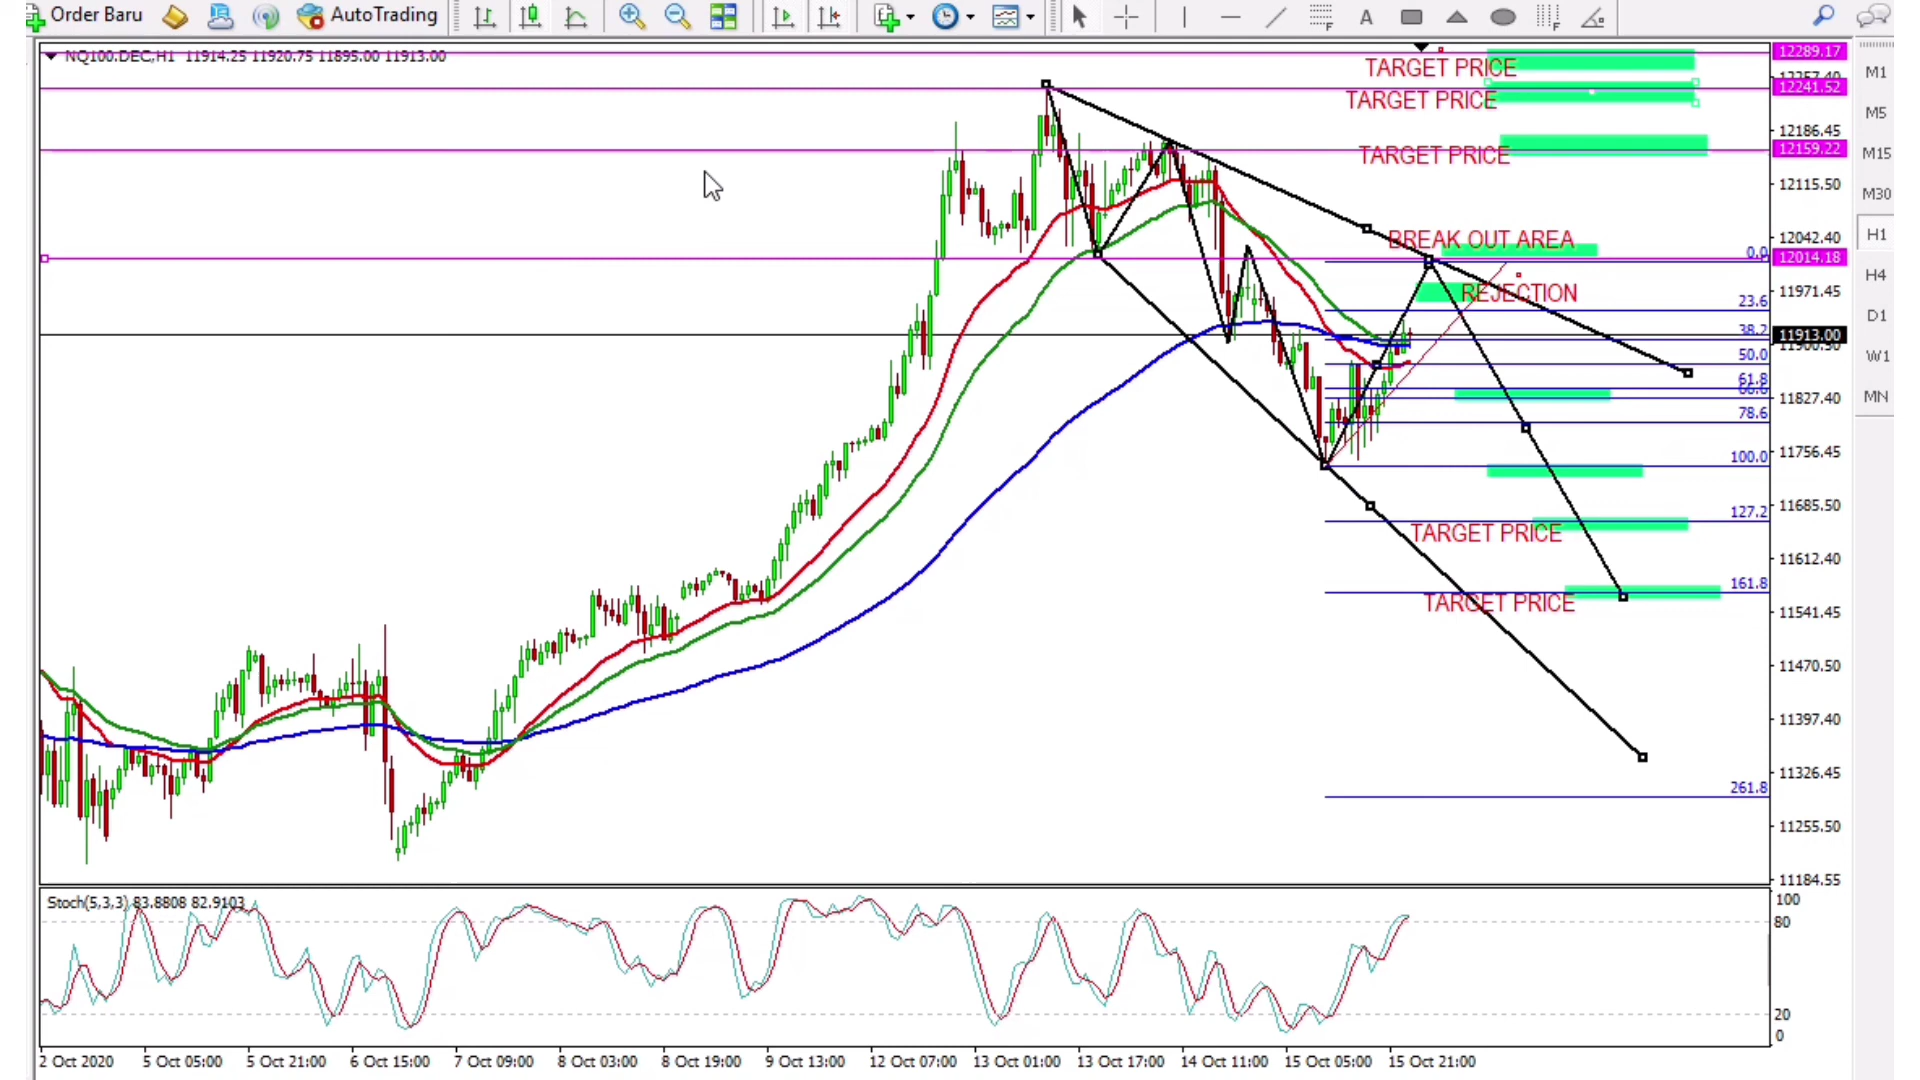 Order Baru AutoTrading
A
NQ100.DEC,H1 11914.25 11920.75 11895.00 11913.00
12289.17
TARGET PRICE
12257.40
12241.52
TARGET PRICE
12186.45
12159.22
TARGET PRICE
12115.50
12042.40
BREAK OUT AREA
0.0
12014.18
11971.45
REJECTION
23.6
38.2
11913.00
50.0
61.8
11827.40
78.6
11756.45
100.0
11685.50
127.2
TARGET PRICE
11612.40
161.8
TARGET PRICE
11541.45
11470.50
11397.40
11326.45
261.8
11255.50
11184.55
M1
M5
M15
M30
H1
H4
D1
W1
MN
Stoch(5,3,3) 83.8808 82.9103
100
80
20
0
2 Oct 2020 5 Oct 05:00 5 Oct 21:00 6 Oct 15:00 7 Oct 09:00 8 Oct 03:00 8 Oct 19:00 9 Oct 13:00 12 Oct 07:00 13 Oct 01:00 13 Oct 17:00 14 Oct 11:00 15 Oct 05:00 15 Oct 21:00